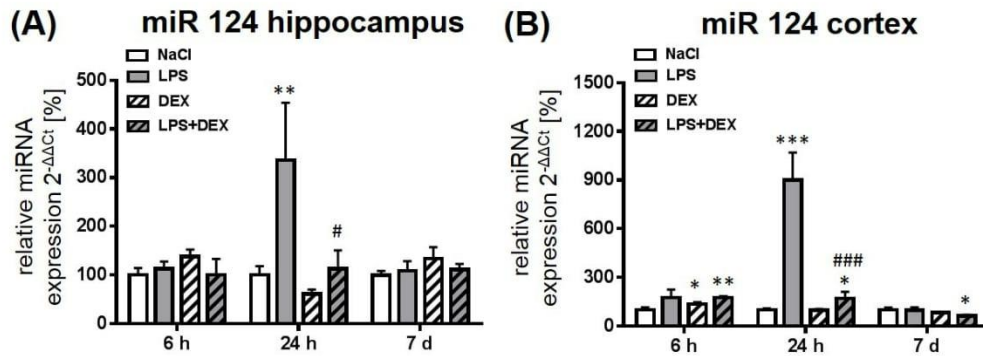 (A) miR 124 hippocampus
NaCl
LPS
DEX
LPS+DEX
relative miRNA
expression 2-ΔΔCt [%]
500
400
300
200
100
0
**
#
6 h
24 h
7 d
(B) miR 124 cortex
NaCl
LPS
DEX
LPS+DEX
relative miRNA
expression 2-ΔΔCt [%]
1500
1200
900
600
300
0
*
**
***
###
*
*
6 h
24 h
7 d